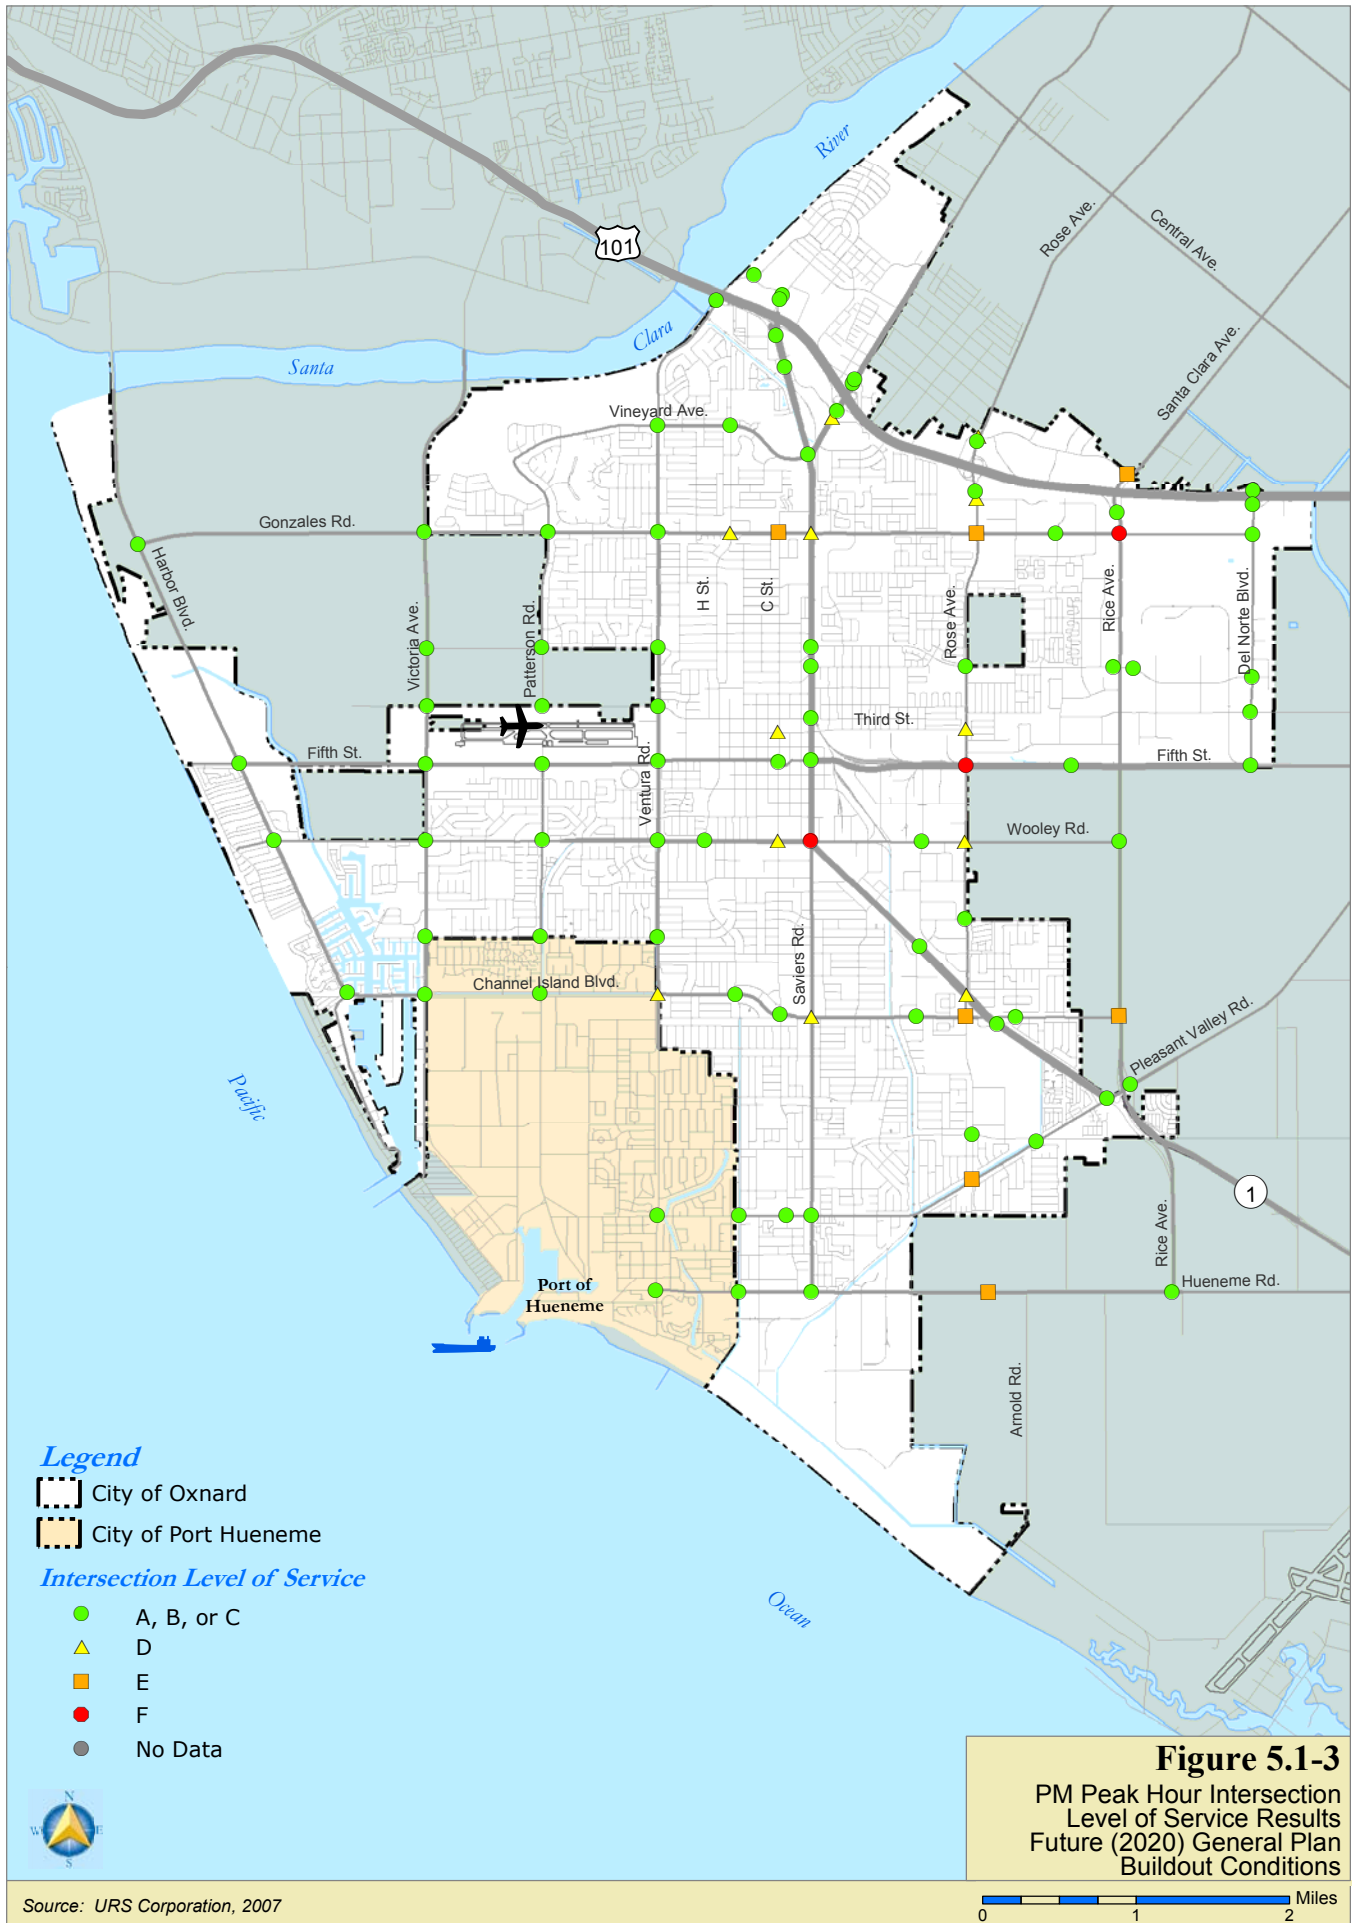 River
Rose Ave.
Central Ave.
101
Santa Clara Ave.
Clara
Santa
Vineyard Ave.
Gonzales Rd.
Harbor Blvd.
H St.
C St.
Rice Ave.
Rose Ave.
Victoria Ave.
Patterson Rd.
Del Norte Blvd.
Third St.
Fifth St.
Fifth St.
Ventura Rd.
Wooley Rd.
Saviers Rd.
Channel Island Blvd.
Pleasant Valley Rd.
Pacific
1
Rice Ave.
Port of
Hueneme
Hueneme Rd.
Arnold Rd.
Ocean
Legend
City of Oxnard
City of Port Hueneme
Intersection Level of Service
A, B, or C
D
E
F
No Data
N
W E
S
Figure 5.1-3
PM Peak Hour Intersection
Level of Service Results
Future (2020) General Plan
Buildout Conditions
Source: URS Corporation, 2007
Miles
0 1 2